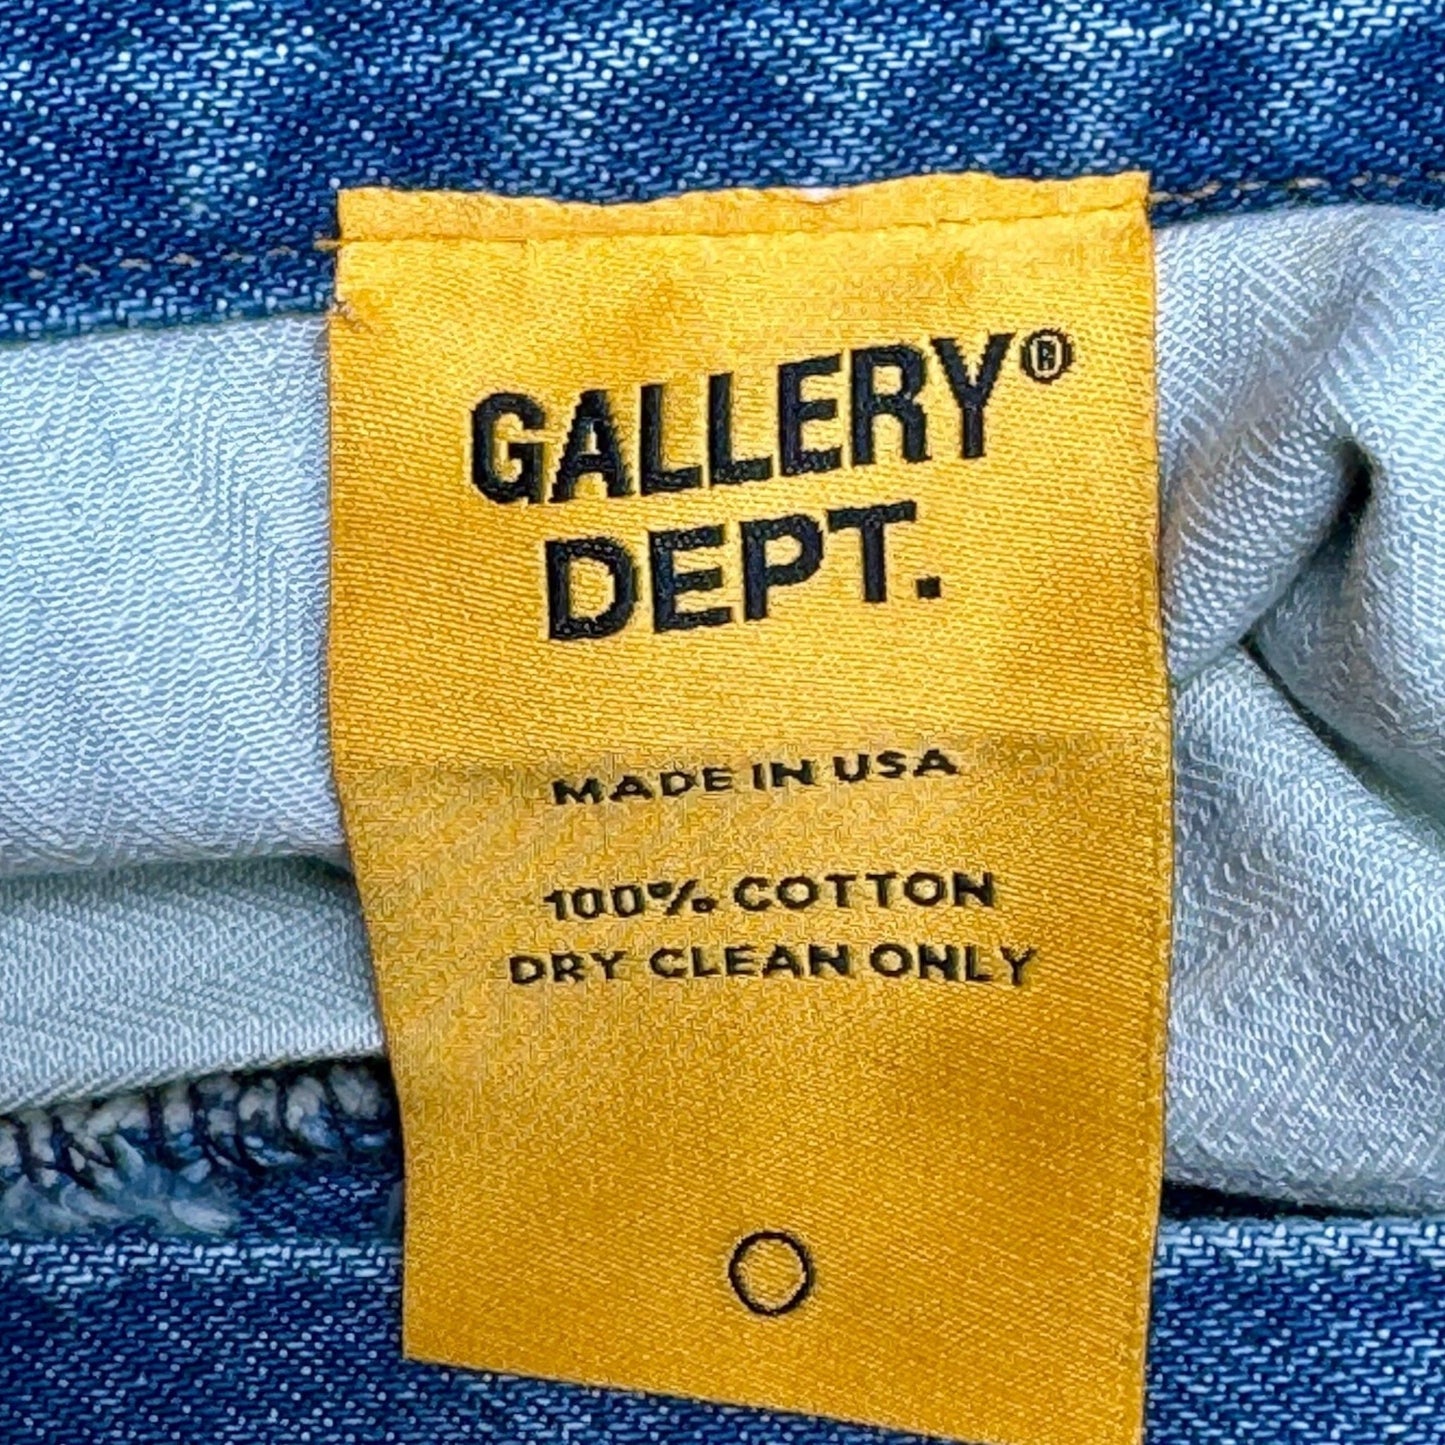 GALLERY®
DEPT.
MADE IN USA
100% COTTON
DRY CLEAN ONLY